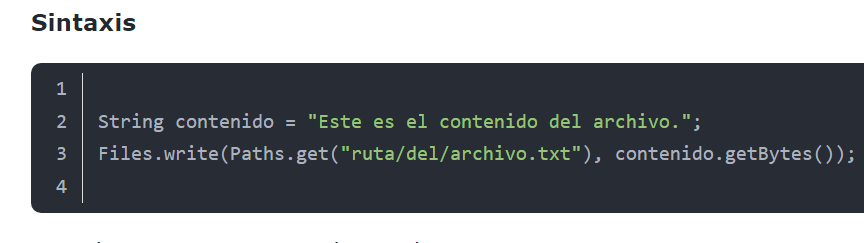 Sintaxis
1
2 String contenido = "Este es el contenido del archivo.";
3 Files.write(Paths.get("ruta/del/archivo.txt"), contenido.getBytes());
4